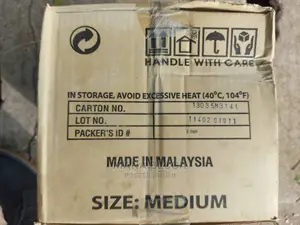 HANDLE WITH CARE
IN STORAGE, AVOID EXCESSIVE HEAT (40°C, 104°F)
CARTON NO.
LOT NO.
PACKER'S ID #
MADE IN MALAYSIA
SIZE: MEDIUM